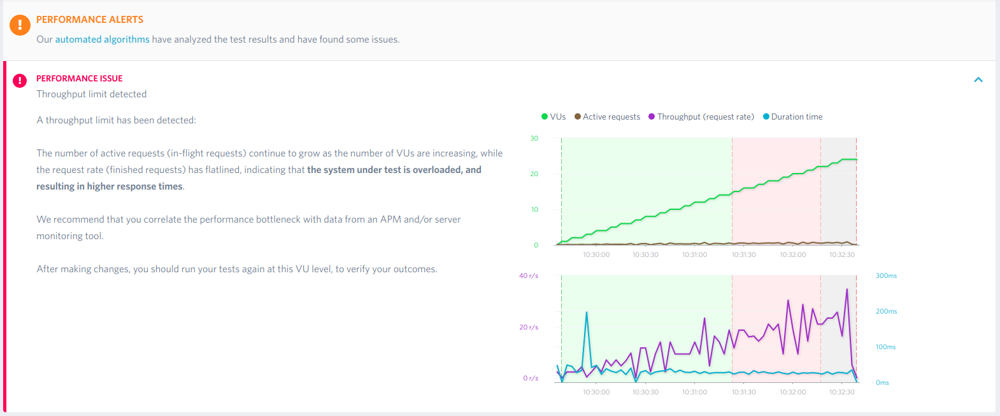 PERFORMANCE ALERTS
Our automated algorithms have analyzed the test results and have found some issues.
PERFORMANCE ISSUE
Throughput limit detected
A throughput limit has been detected:
The number of active requests (in-flight requests) continue to grow as the number of VUs are increasing, while
the request rate (finished requests) has flatlined, indicating that the system under test is overloaded, and
resulting in higher response times.
We recommend that you correlate the performance bottleneck with data from an APM and/or server
monitoring tool.
After making changes, you should run your tests again at this VU level, to verify your outcomes.
VUs Active requests Throughput (request rate) Duration time
30
20
10
0
10:30:00 10:30:30 10:31:00 10:31:30 10:32:00 10:32:30
40 r/s 300ms
200ms
20 r/s
100ms
0 r/s 0ms
10:30:00 10:30:30 10:31:00 10:31:30 10:32:00 10:32:30